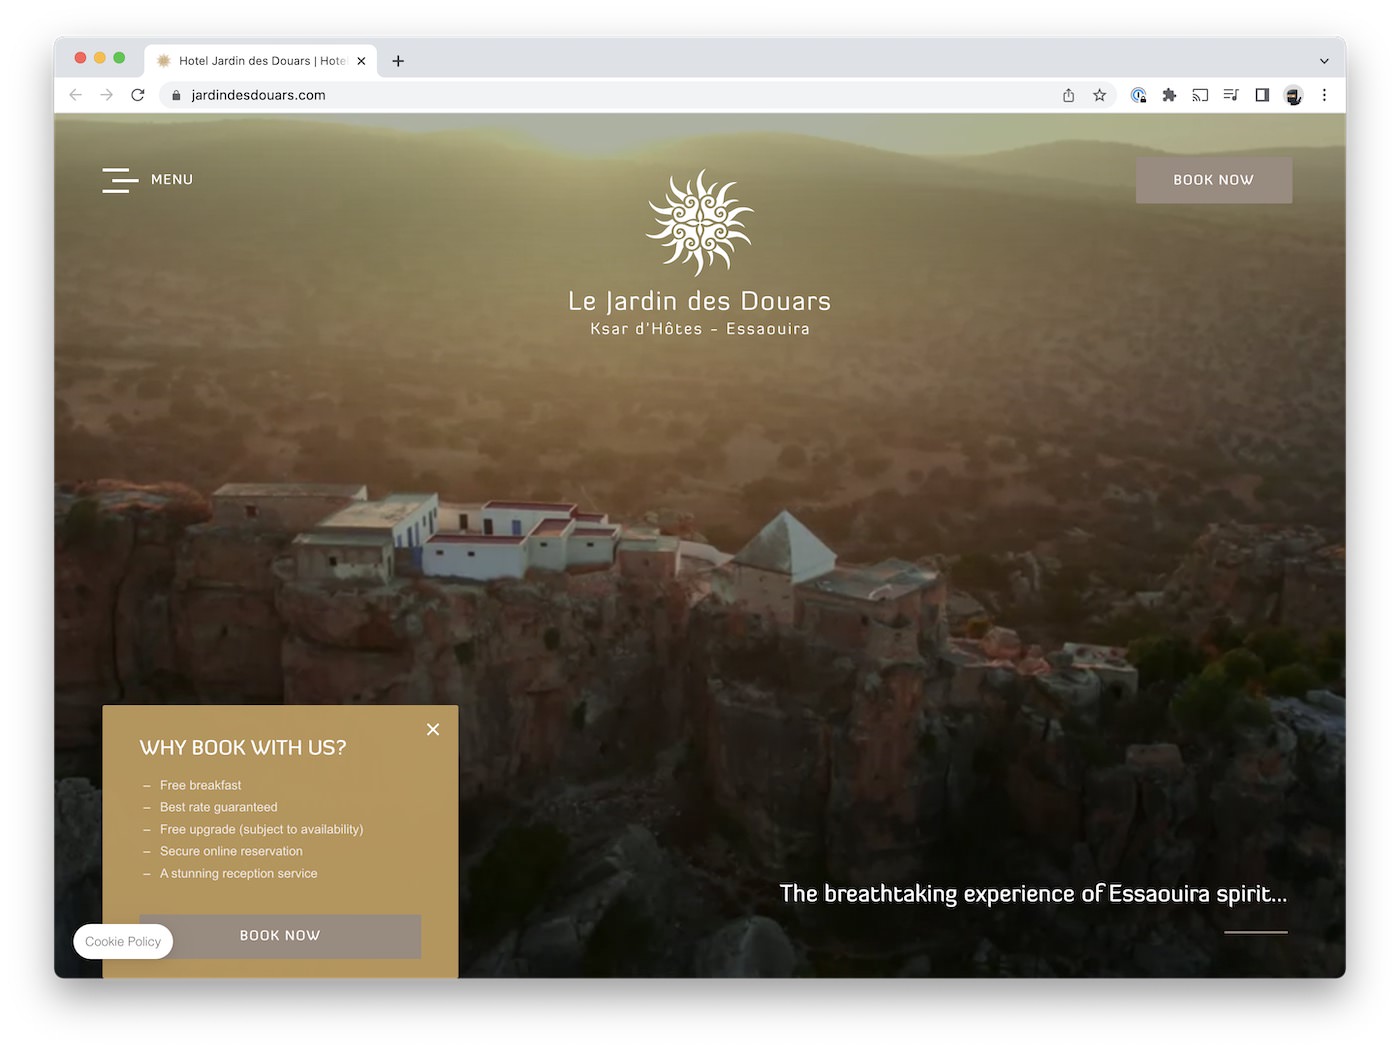 Hotel Jardin des Douars | Hote
jardindesdouars.com
MENU
BOOK NOW
Le Jardin des Douars
Ksar d'Hôtes - Essaouira
WHY BOOK WITH US?
– Free breakfast
– Best rate guaranteed
– Free upgrade (subject to availability)
– Secure online reservation
– A stunning reception service
BOOK NOW
Cookie Policy
The breathtaking experience of Essaouira spirit...